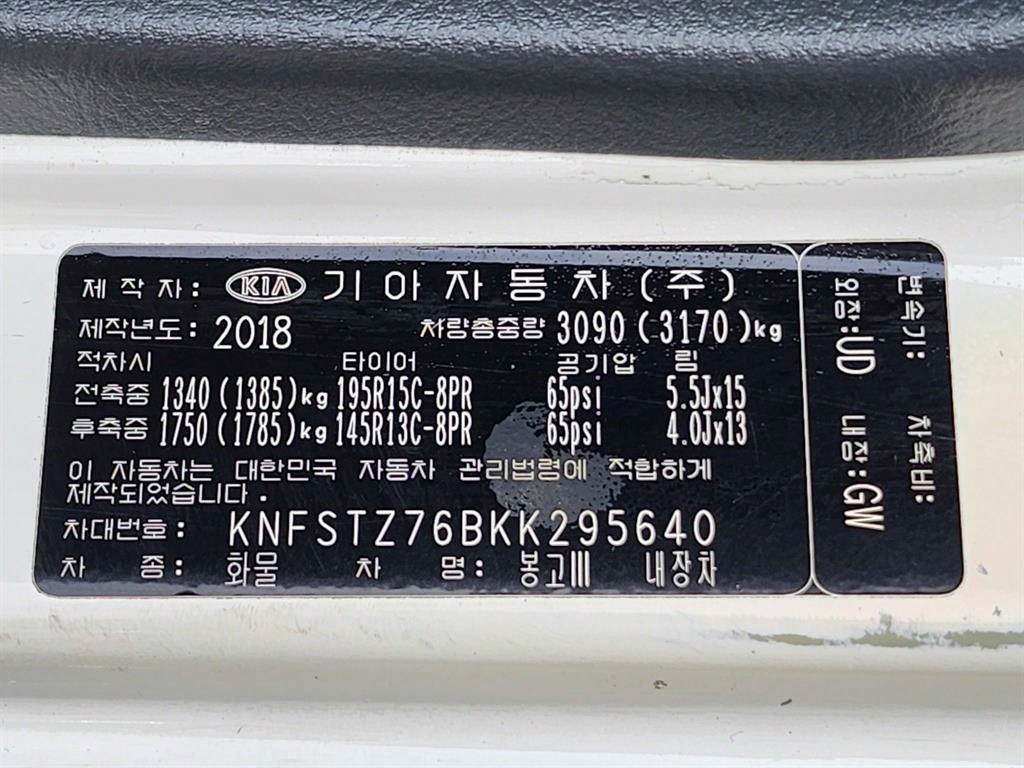 제 작 자 : KIA 기 아 자 동 차 ( 주 )
제작년도 : 2018 차량총중량 3090 ( 3170 ) kg
적차시 타이어 공기압 림
전축중 1340 (1385) kg 195R15C-8PR 65psi 5.5Jx15
후축중 1750 (1785) kg 145R13C-8PR 65psi 4.0Jx13
이 자동차는 대한민국 자동차 관리법령에 적합하게
제작되었습니다.
차대번호 : KNFSTZ76BKK295640
차 종 : 화물 차 명 : 봉고III 내장차
변속기 : 차축비 :
외장 : UD 내장 : GW